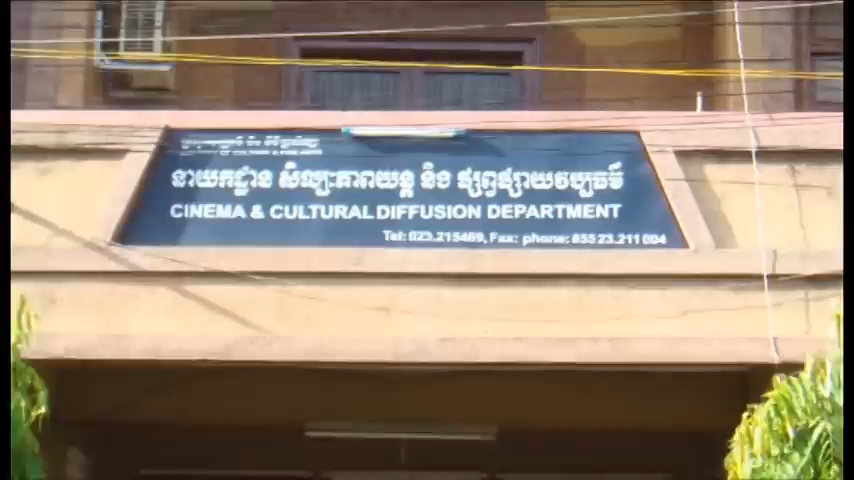 នាយកដ្ឋាន សិល្បៈភាពយន្ត និង ផ្សព្វផ្សាយវប្បធម៌
CINEMA & CULTURAL DIFFUSION DEPARTMENT
Tel: 023.215469, Fax: phone: 855 23.211 014